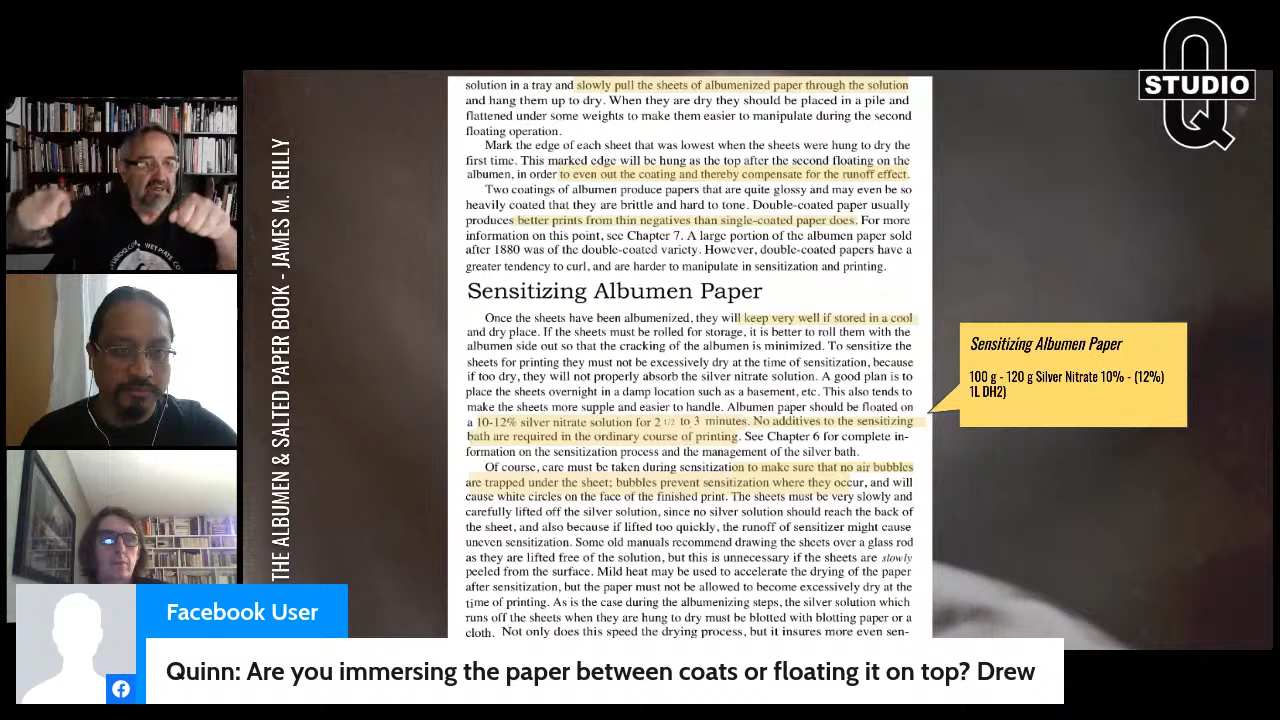 STUDIO
Q
THE ALBUMEN & SALTED PAPER BOOK - JAMES M. REILLY
solution in a tray and slowly pull the sheets of albumenized paper through the solution
and hang them up to dry. When they are dry they should be placed in a pile and
flattened under some weights to make them easier to manipulate during the second
floating operation.
Mark the edge of each sheet that was lowest when the sheets were hung to dry the
first time. This marked edge will be hung as the top after the second floating on the
albumen, in order to even out the coating and thereby compensate for the runoff effect.
Two coatings of albumen produce papers that are quite glossy and may even be so
heavily coated that they are brittle and hard to tone. Double-coated paper usually
produces better prints from thin negatives than single-coated paper does. For more
information on this point, see Chapter 7. A large portion of the albumen paper sold
after 1880 was of the double-coated variety. However, double-coated papers have a
greater tendency to curl, and are harder to manipulate in sensitization and printing.
Sensitizing Albumen Paper
Once the sheets have been albumenized, they will keep very well if stored in a cool
and dry place. If the sheets must be rolled for storage, it is better to roll them with the
albumen side out so that the cracking of the albumen is minimized. To sensitize the
sheets for printing they must not be excessively dry at the time of sensitization, because
if too dry, they will not properly absorb the silver nitrate solution. A good plan is to
place the sheets overnight in a damp location such as a basement, etc. This also tends to
make the sheets more supple and easier to handle. Albumen paper should be floated on
a 10-12% silver nitrate solution for 2 1/2 to 3 minutes. No additives to the sensitizing
bath are required in the ordinary course of printing. See Chapter 6 for complete in-
formation on the sensitization process and the management of the silver bath.
Of course, care must be taken during sensitization to make sure that no air bubbles
are trapped under the sheet; bubbles prevent sensitization where they occur, and will
cause white circles on the face of the finished print. The sheets must be very slowly and
carefully lifted off the silver solution, since no silver solution should reach the back of
the sheet, and also because if lifted too quickly, the runoff of sensitizer might cause
uneven sensitization. Some old manuals recommend drawing the sheets over a glass rod
as they are lifted free of the solution, but this is unnecessary if the sheets are slowly
peeled from the surface. Mild heat may be used to accelerate the drying of the paper
after sensitization, but the paper must not be allowed to become excessively dry at the
time of printing. As is the case during the albumenizing steps, the silver solution which
runs off the sheets when they are hung to dry must be blotted with blotting paper or a
cloth. Not only does this speed the drying process, but it insures more even sen-
Sensitizing Albumen Paper
100 g - 120 g Silver Nitrate 10% - (12%)
1L DH2)
Facebook User
Quinn: Are you immersing the paper between coats or floating it on top? Drew